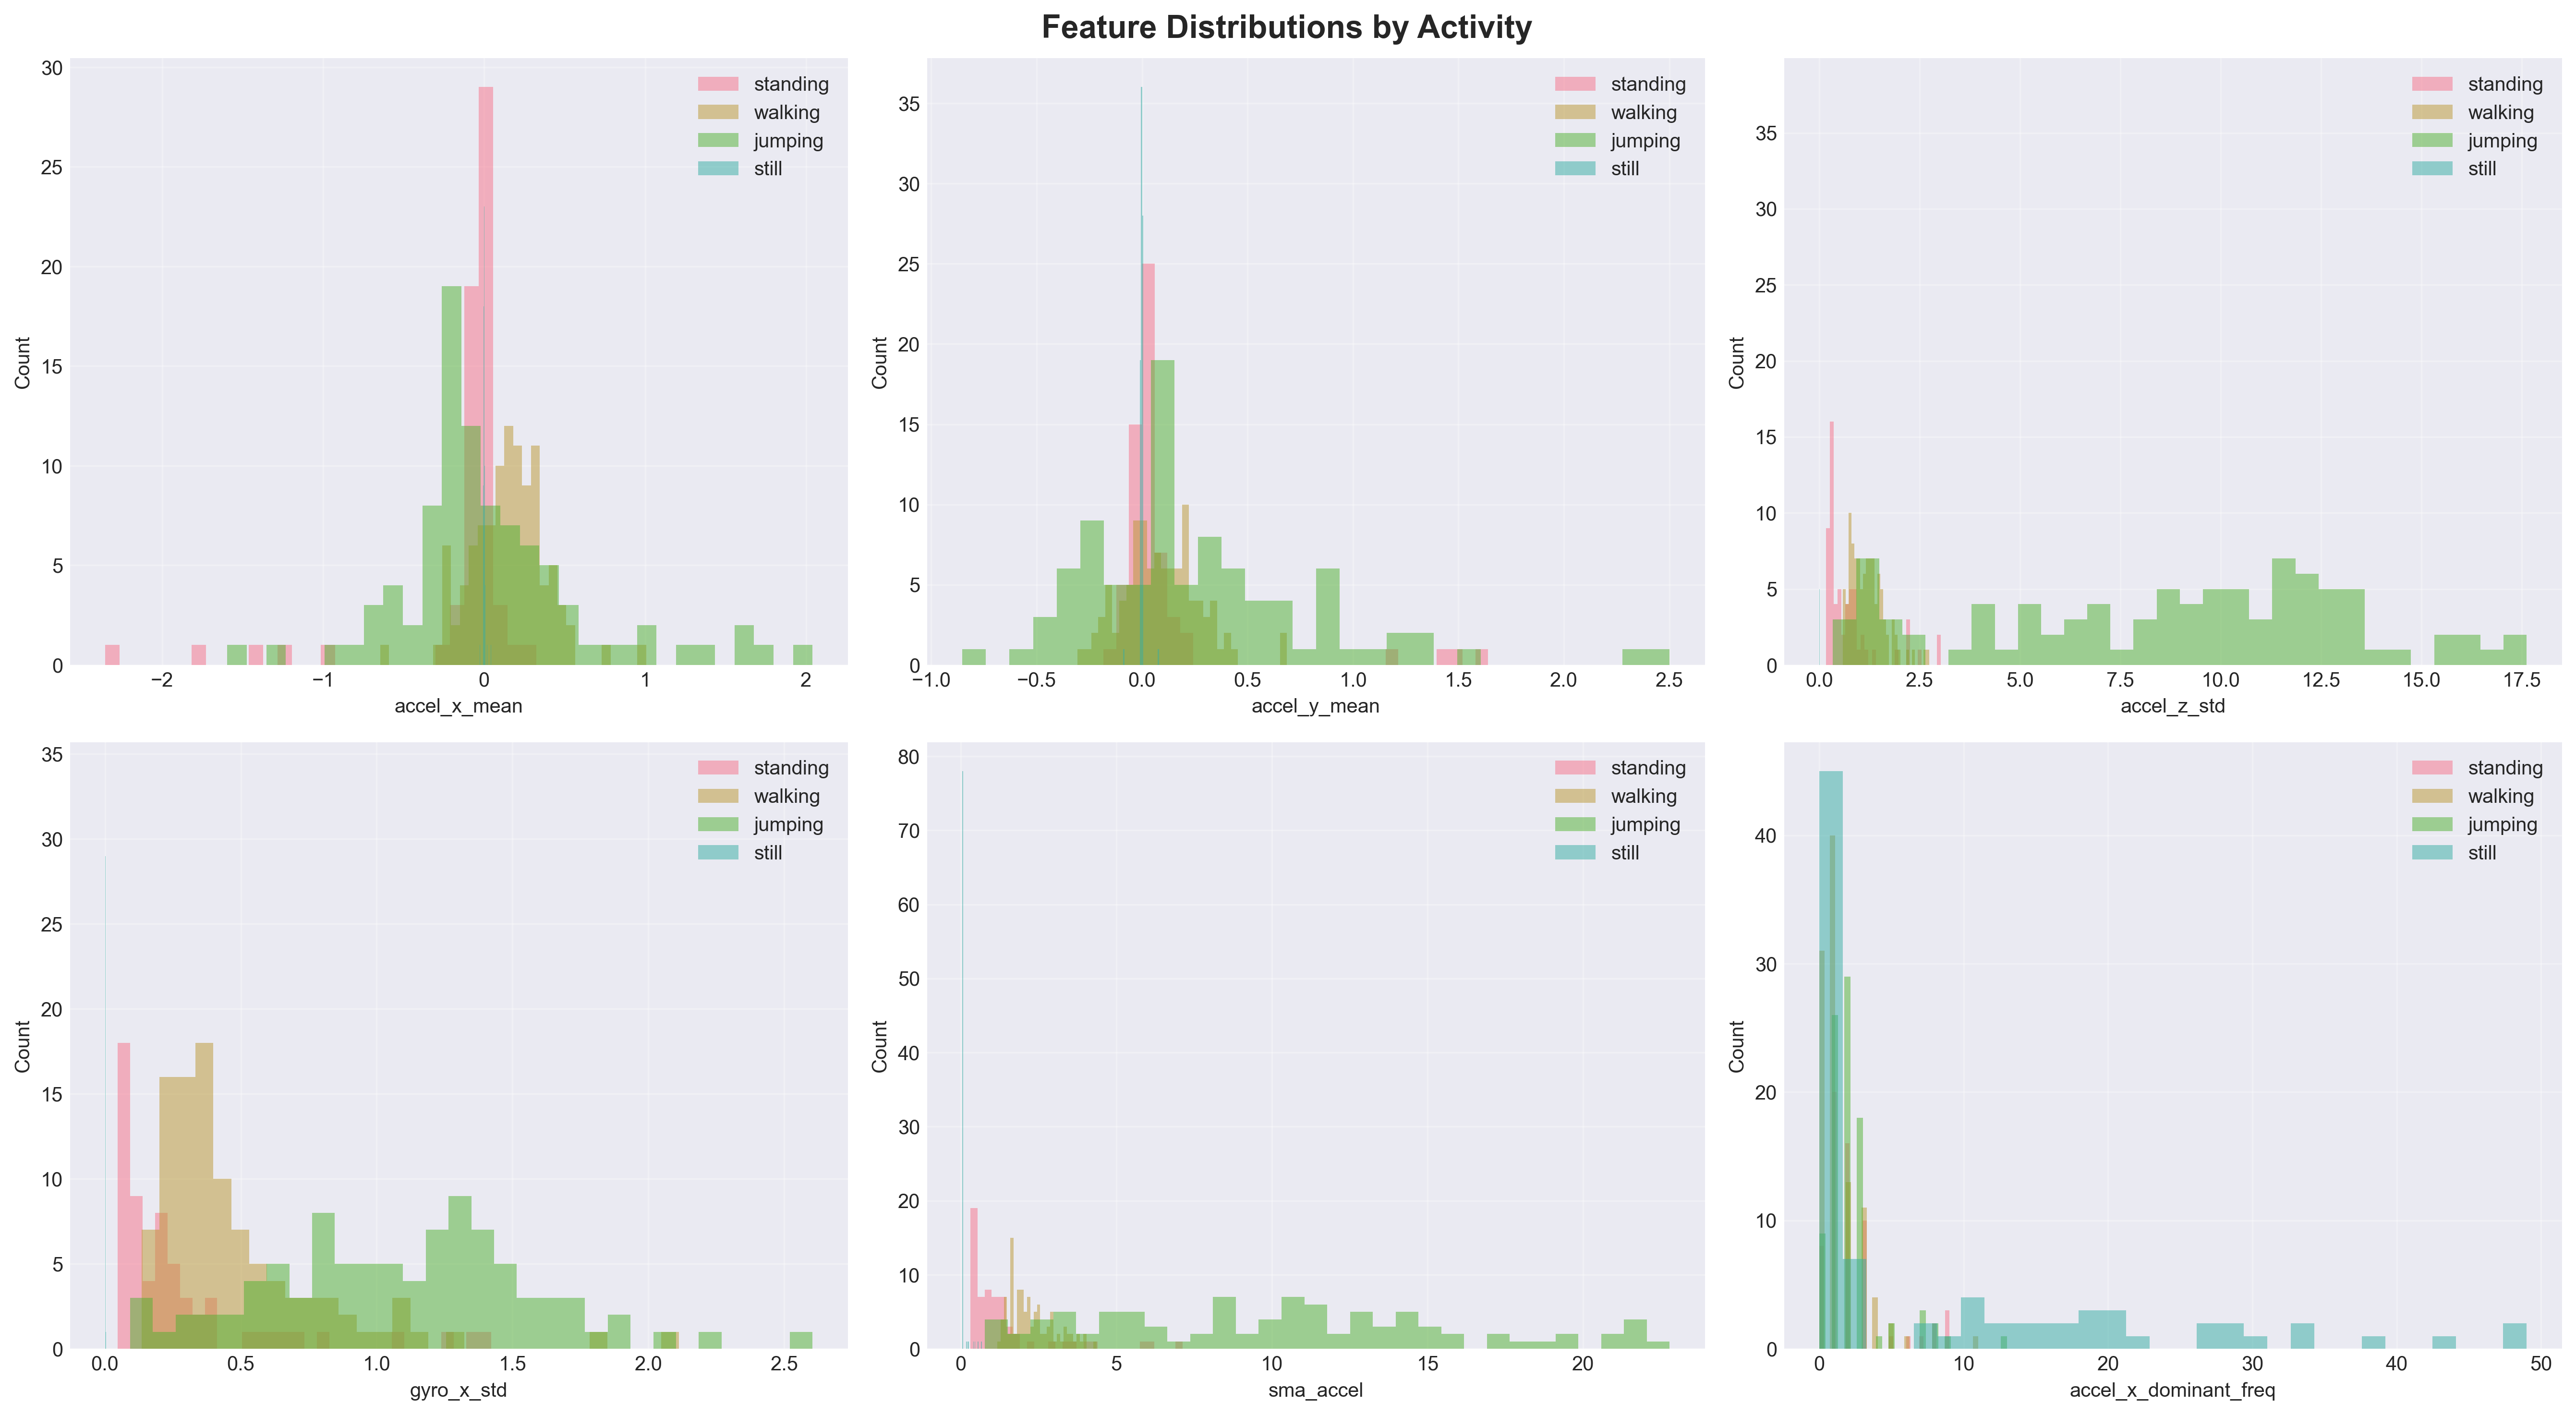 Feature Distributions by Activity
30
25
20
15
10
5
0
Count
−2
−1
0
1
2
accel_x_mean
standing
walking
jumping
still
35
30
25
20
15
10
5
0
Count
−1.0
−0.5
0.0
0.5
1.0
1.5
2.0
2.5
accel_y_mean
standing
walking
jumping
still
35
30
25
20
15
10
5
0
Count
0.0
2.5
5.0
7.5
10.0
12.5
15.0
17.5
accel_z_std
standing
walking
jumping
still
35
30
25
20
15
10
5
0
Count
0.0
0.5
1.0
1.5
2.0
2.5
gyro_x_std
standing
walking
jumping
still
80
70
60
50
40
30
20
10
0
Count
0
5
10
15
20
sma_accel
standing
walking
jumping
still
40
30
20
10
0
Count
0
10
20
30
40
50
accel_x_dominant_freq
standing
walking
jumping
still